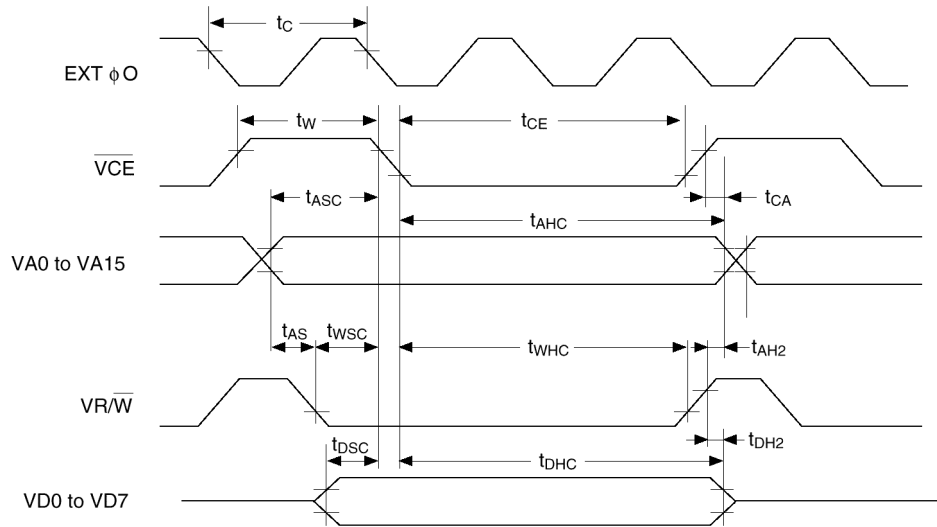 tC
EXT ϕO
tW
tCE
V̅C̅E̅
tASC
tCA
tAHC
VA0 to VA15
tAS
tWSC
tWHC
tAH2
VR/W̅
tDSC
tDHC
tDH2
VD0 to VD7